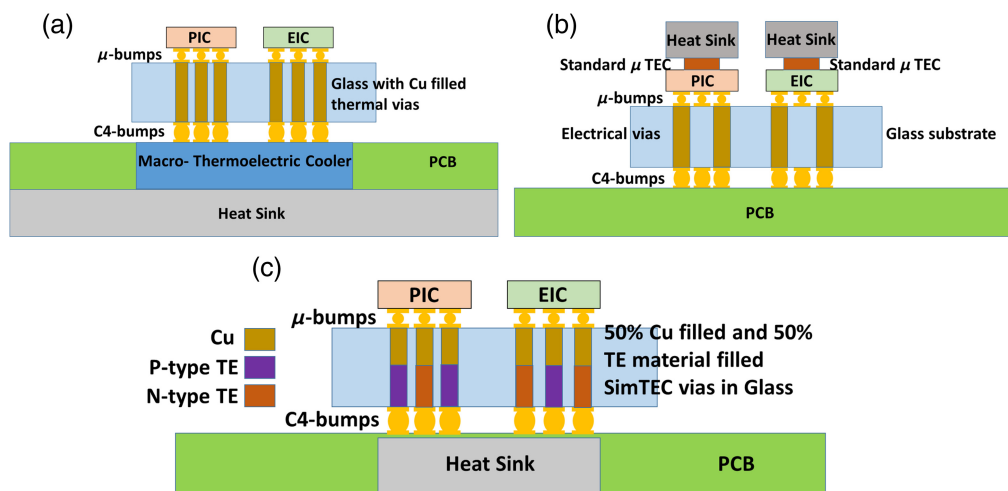 (a)
PIC
EIC
μ-bumps
Glass with Cu filled
thermal vias
C4-bumps
Macro- Thermoelectric Cooler
PCB
Heat Sink
(b)
Heat Sink
Heat Sink
Standard μ TEC
Standard μ TEC
PIC
EIC
μ-bumps
Electrical vias
Glass substrate
C4-bumps
PCB
(c)
PIC
EIC
μ-bumps
Cu
P-type TE
N-type TE
50% Cu filled and 50%
TE material filled
SimTEC vias in Glass
C4-bumps
Heat Sink
PCB